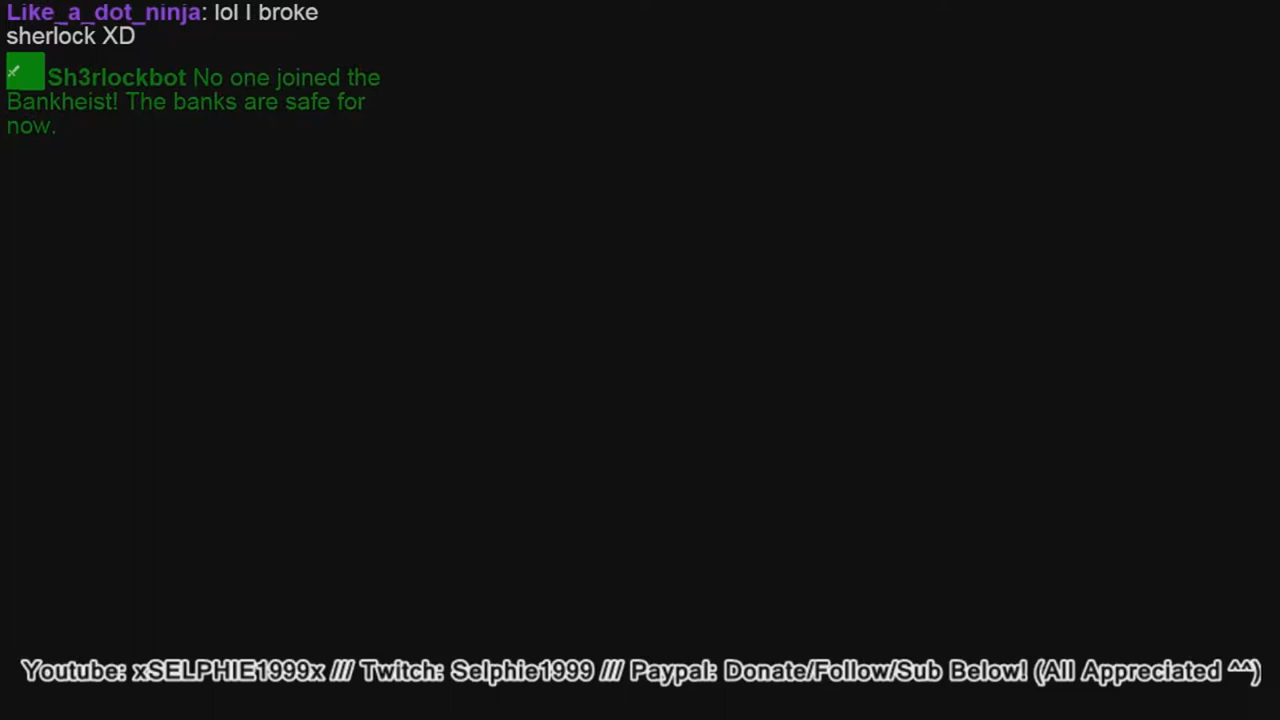 Like_a_dot_ninja: lol I broke
sherlock XD
Sh3rlockbot No one joined the
Bankheist! The banks are safe for
now.
Youtube: xSELPHIE1999x /// Twitch: Selphie1999 /// Paypal: Donate/Follow/Sub Below! (All Appreciated ^^)